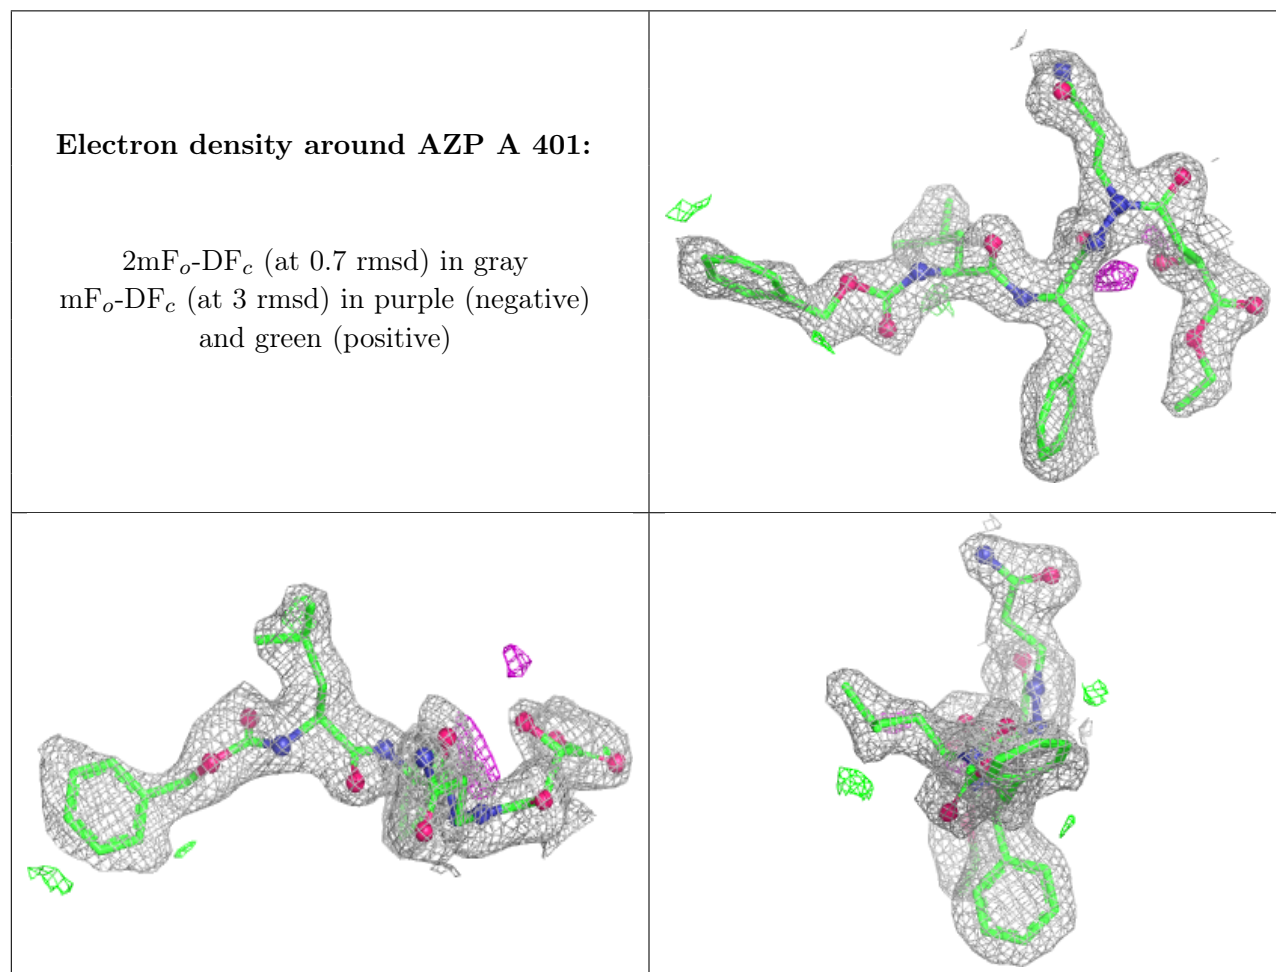 Electron density around AZP A 401:
2mFo-DFc (at 0.7 rmsd) in gray
mFo-DFc (at 3 rmsd) in purple (negative)
and green (positive)